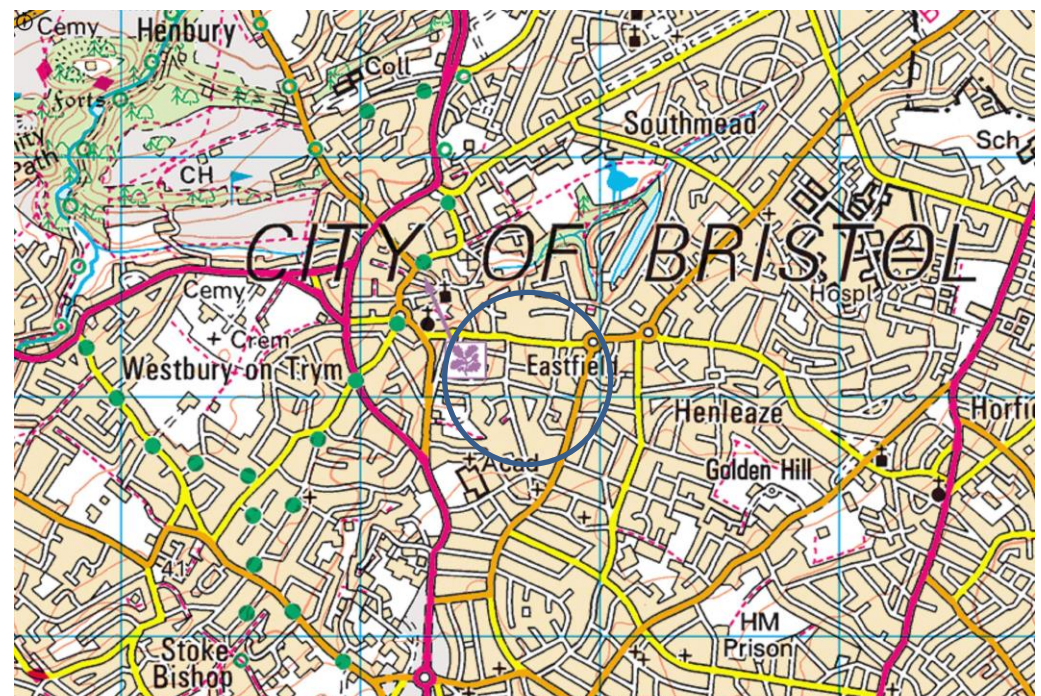 Cemy
Henbury
Coll
forts
Southmead
Sch
Path
CH
CITY OF BRISTOL
Cemy
Hospl
Crem
Westbury on Trym
Eastfield
Henleaze
Horfi
Acad
Golden Hill
41
HM
Prison
Stoke
Bishop